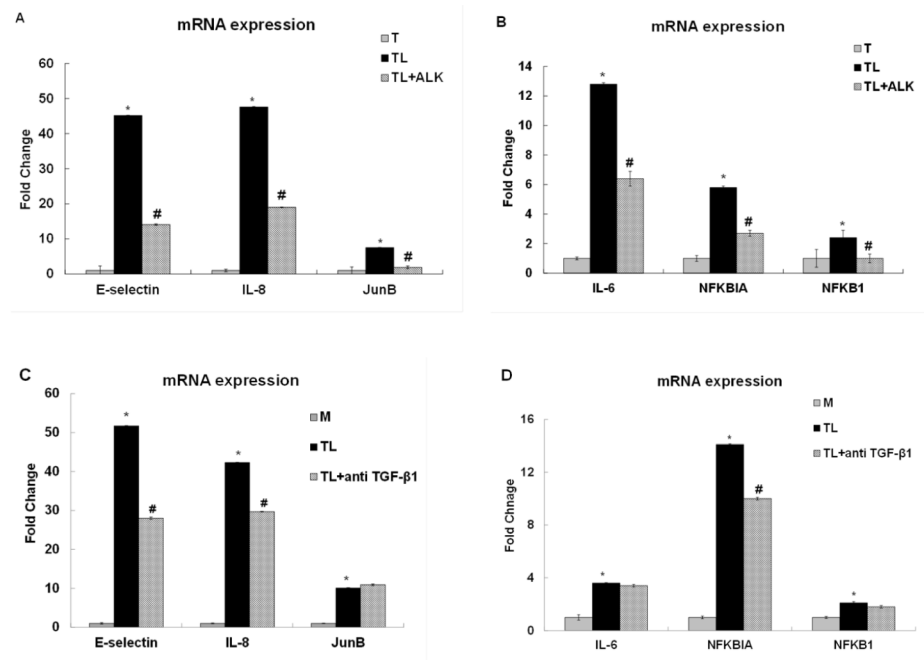 A
mRNA expression
T
TL
TL+ALK
Fold Change
60
50
40
30
20
10
0
*
#
*
#
*
#
E-selectin IL-8 JunB
B
mRNA expression
T
TL
TL+ALK
Fold Change
14
12
10
8
6
4
2
0
*
#
*
#
*
#
IL-6 NFKBIA NFKB1
C
mRNA expression
M
TL
TL+anti TGF-β1
Fold Change
60
50
40
30
20
10
0
*
#
*
#
*
E-selectin IL-8 JunB
D
mRNA expression
M
TL
TL+anti TGF-β1
Fold Chnage
16
12
8
4
0
*
*
#
*
IL-6 NFKBIA NFKB1